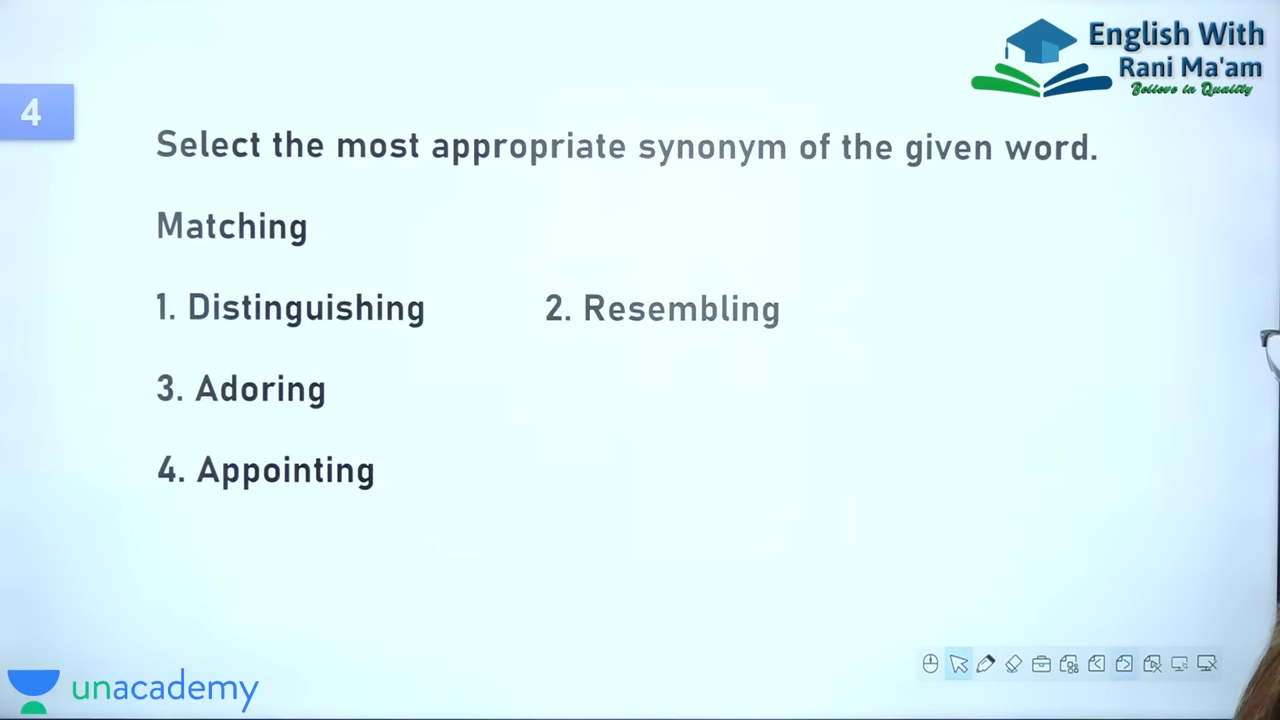 English With
Rani Ma'am
Believe in Quality
4
Select the most appropriate synonym of the given word.
Matching
1. Distinguishing 2. Resembling
3. Adoring
4. Appointing
unacademy